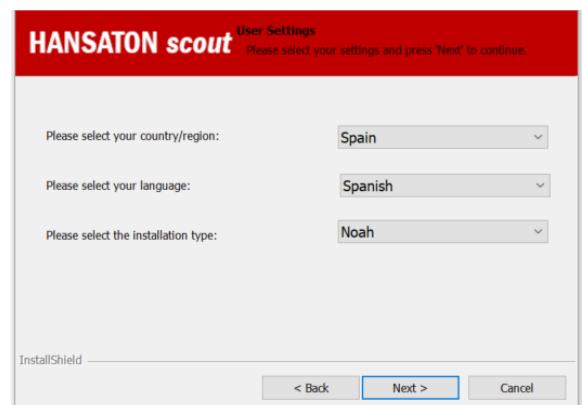 HANSATON scout
User Settings
Please select your settings and press 'Next' to continue.
Please select your country/region:
Spain
Please select your language:
Spanish
Please select the installation type:
Noah
InstallShield
< Back
Next >
Cancel